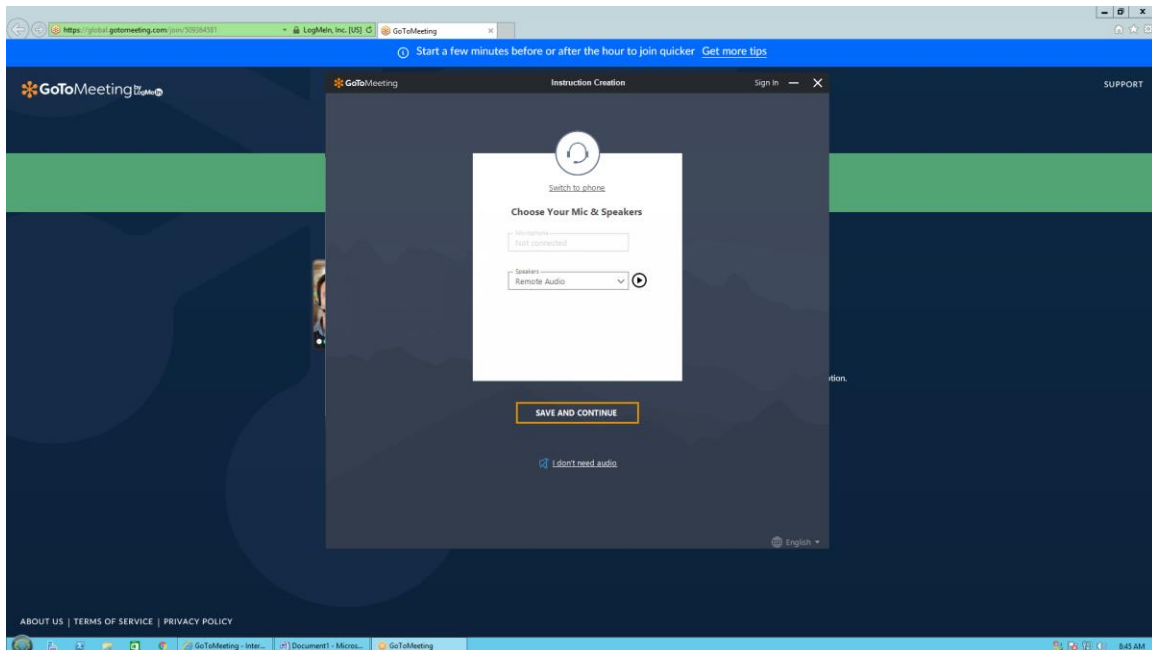 https://global.gotomeeting.com/join/309384581
LogMeIn, Inc. [US]
GoToMeeting
Start a few minutes before or after the hour to join quicker Get more tips
GoToMeeting
by LogMeIn
SUPPORT
GoToMeeting
Instruction Creation
Sign In
Switch to phone
Choose Your Mic & Speakers
Microphone
Not connected
Speakers
Remote Audio
ation.
SAVE AND CONTINUE
I don't need audio
English
ABOUT US | TERMS OF SERVICE | PRIVACY POLICY
GoToMeeting - Inter...
Document1 - Micros...
GoToMeeting
8:45 AM